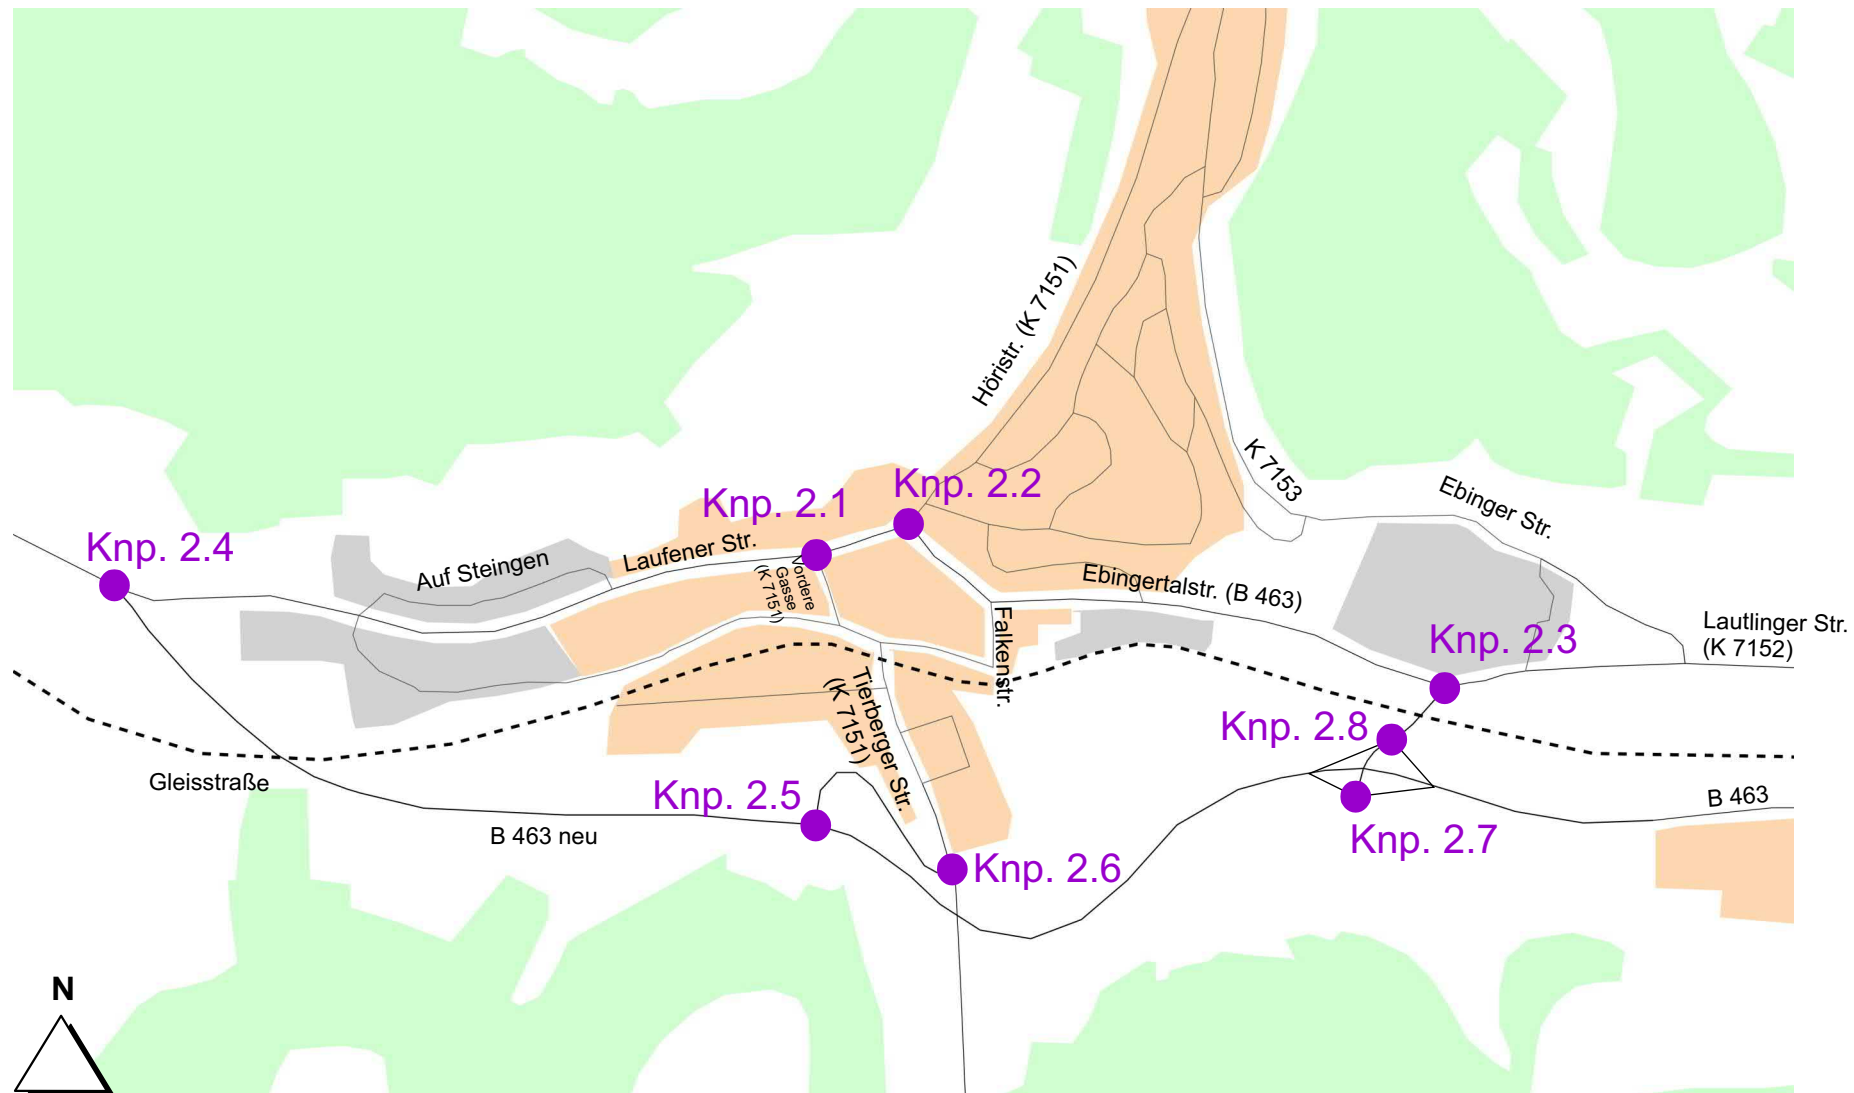 Höristr. (K 7151)
K 7153
Ebinger Str.
Knp. 2.2
Knp. 2.1
Knp. 2.4
Laufener Str.
Auf Steingen
Vordere
Gasse
(K 7151)
Ebingertalstr. (B 463)
Falkenstr.
Lautlinger Str.
(K 7152)
Knp. 2.3
Tierberger Str.
(K 7151)
Knp. 2.8
Gleisstraße
Knp. 2.5
B 463
B 463 neu
Knp. 2.7
Knp. 2.6
N